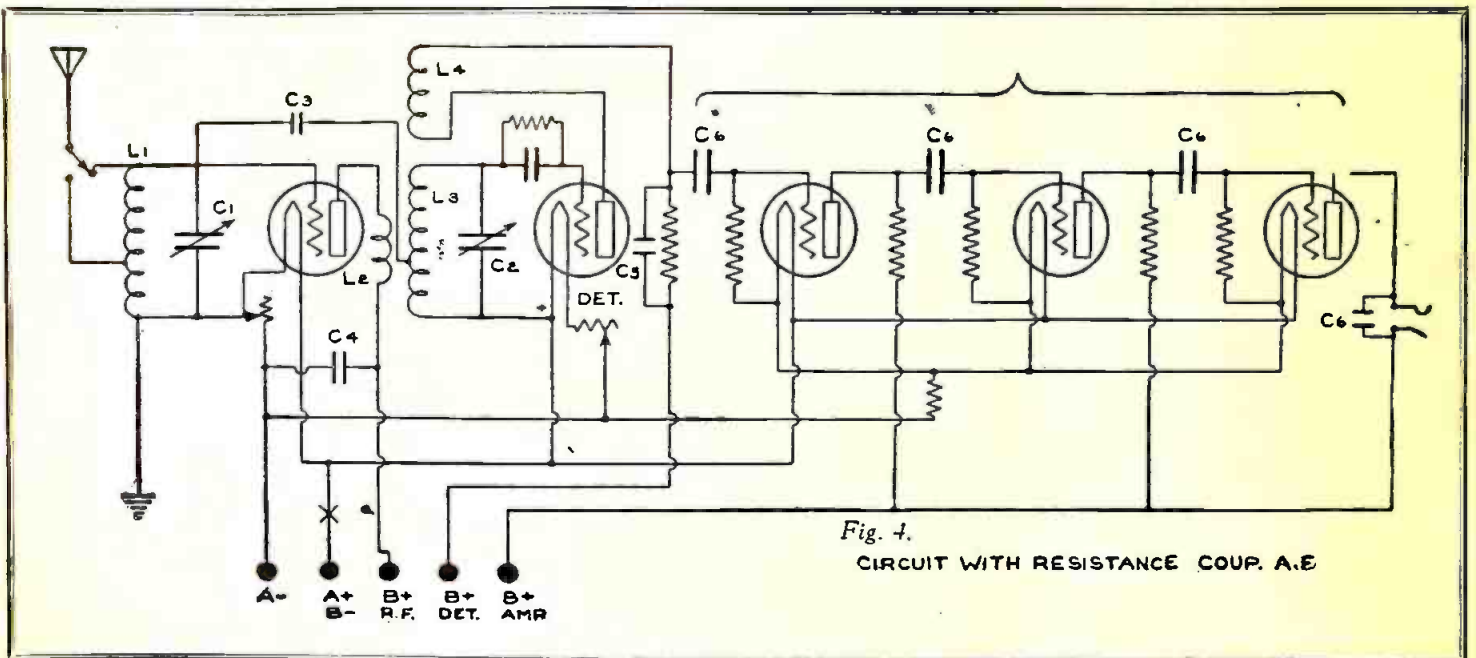 L4
C3
C6
C6
C6
L1
L3
C1
C2
L2
C5
DET.
+
C6
C4
Fig. 4.
CIRCUIT WITH RESISTANCE COUP. A.E
A-
A+
B-
B+
R.F.
B+
DET.
B+
AMR